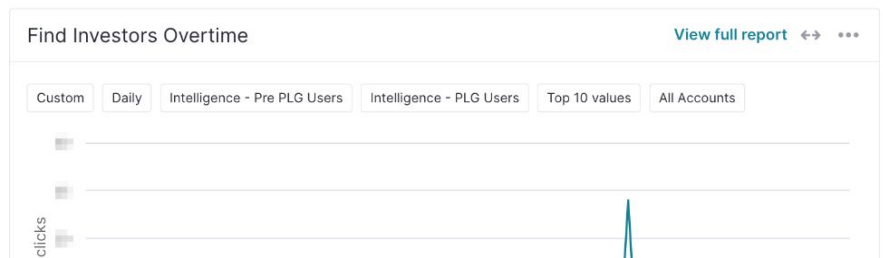 Find Investors Overtime
View full report
Custom Daily Intelligence - Pre PLG Users Intelligence - PLG Users Top 10 values All Accounts
clicks